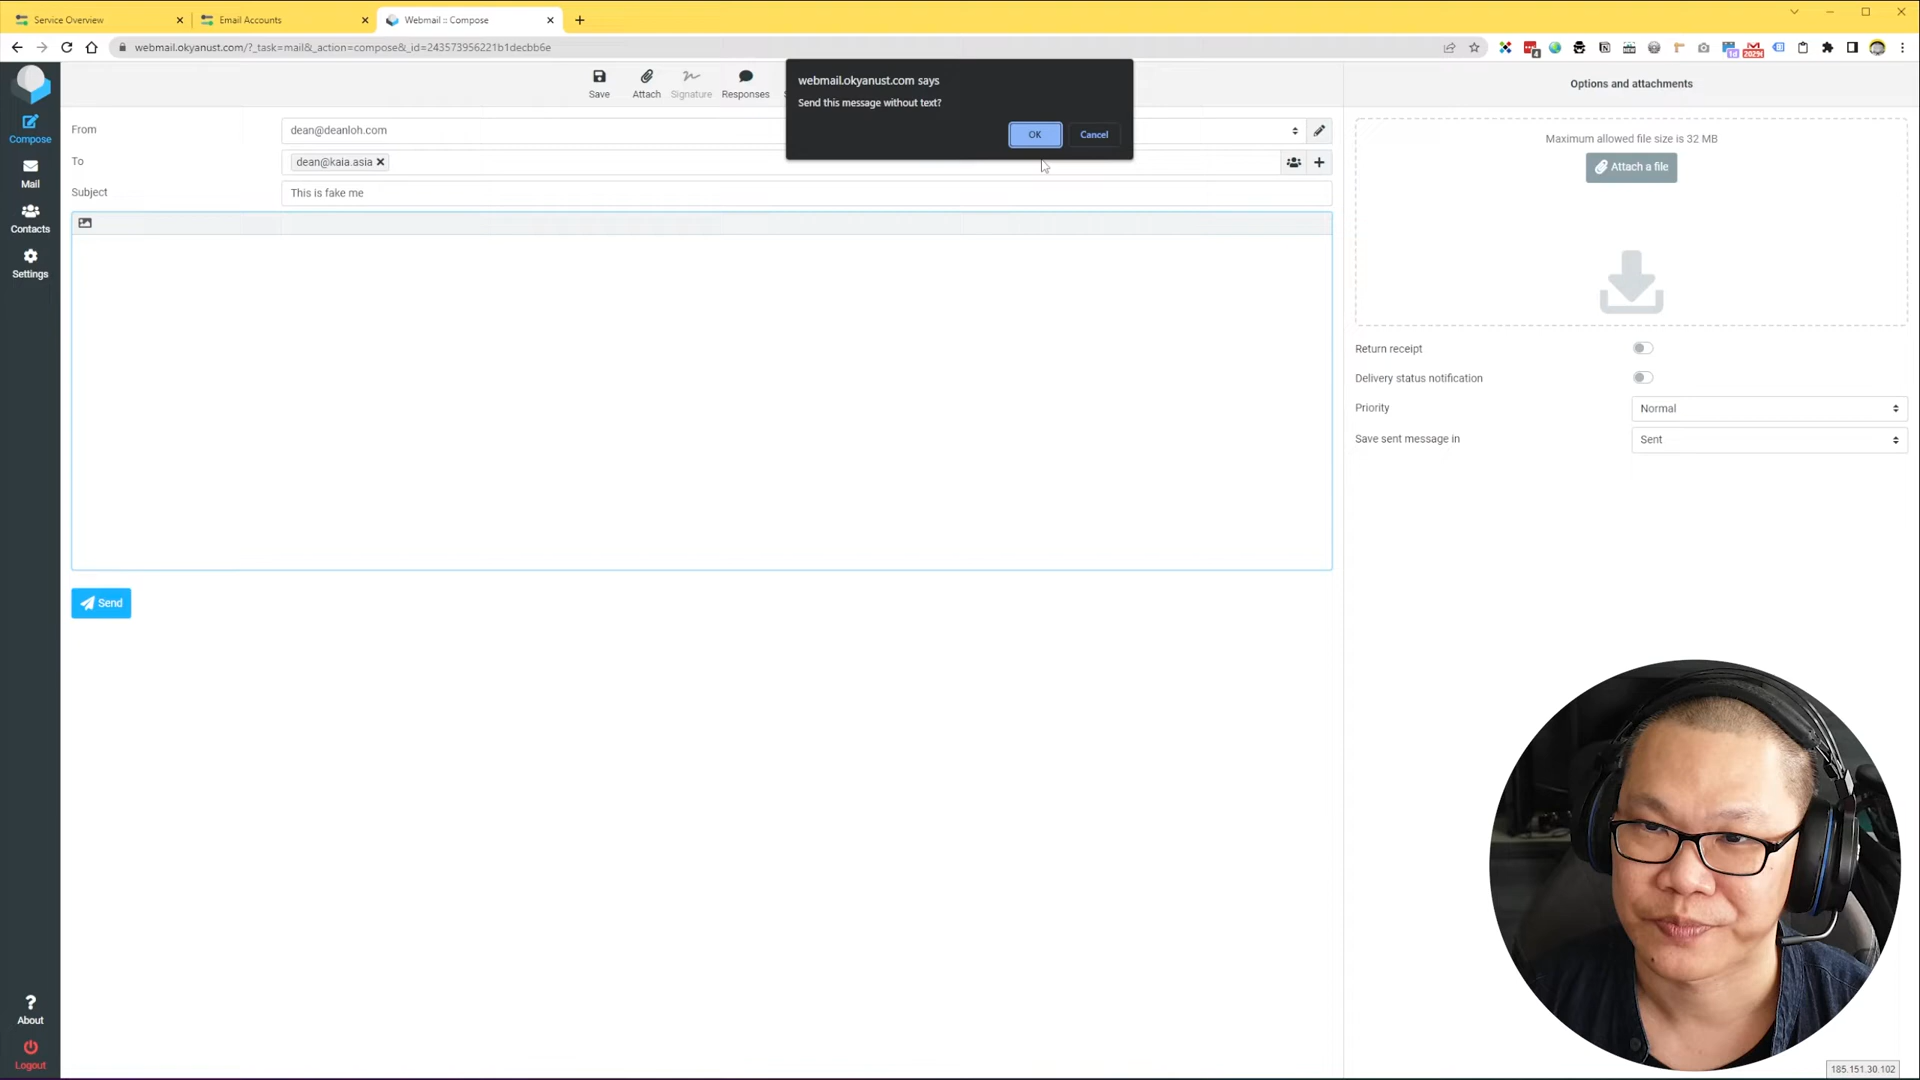 Service Overview
Email Accounts
Webmail :: Compose
webmail.okyanust.com/?_task=mail&_action=compose&_id=243573956221b1decbb6e
webmail.okyanust.com says
Send this message without text?
OK
Cancel
Save
Attach
Signature
Responses
Options and attachments
Compose
Mail
Contacts
Settings
About
Logout
From
dean@deanloh.com
To
dean@kaia.asia
Subject
This is fake me
Send
Maximum allowed file size is 32 MB
Attach a file
Return receipt
Delivery status notification
Priority
Normal
Save sent message in
Sent
185.151.30.102